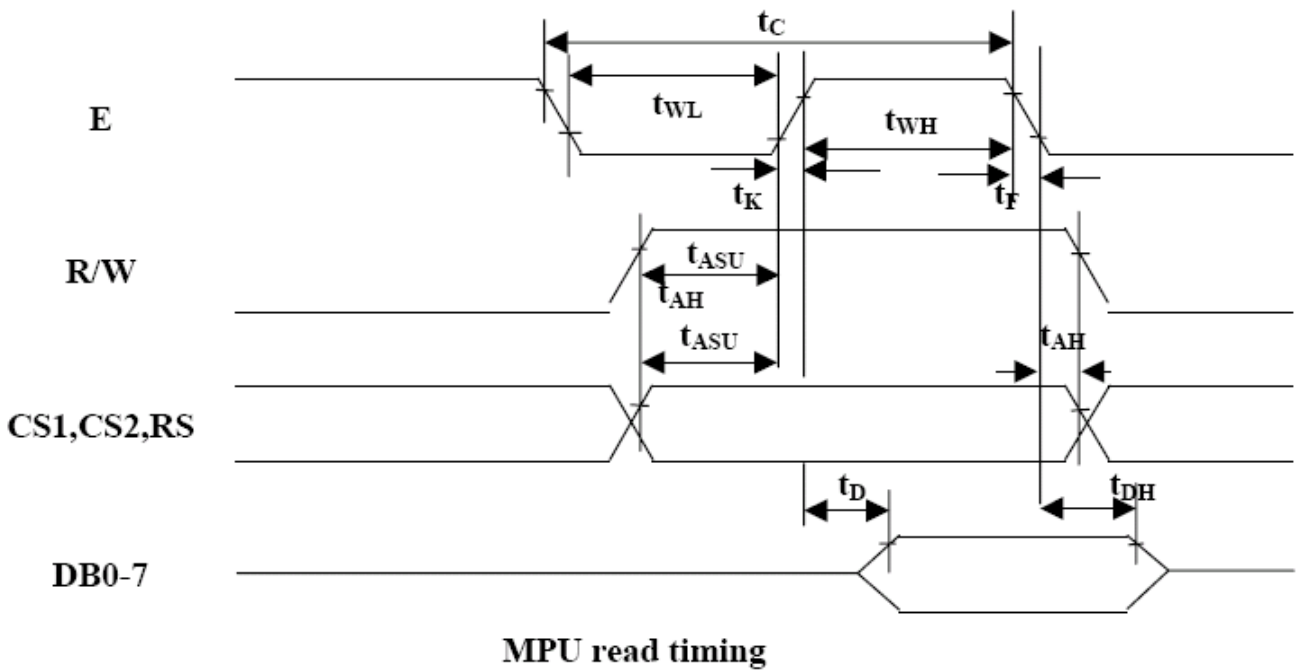 tC
E
tWL
tWH
tK
tF
R/W
tASU
tAH
tASU
tAH
CS1,CS2,RS
tD
tDH
DB0-7
MPU read timing